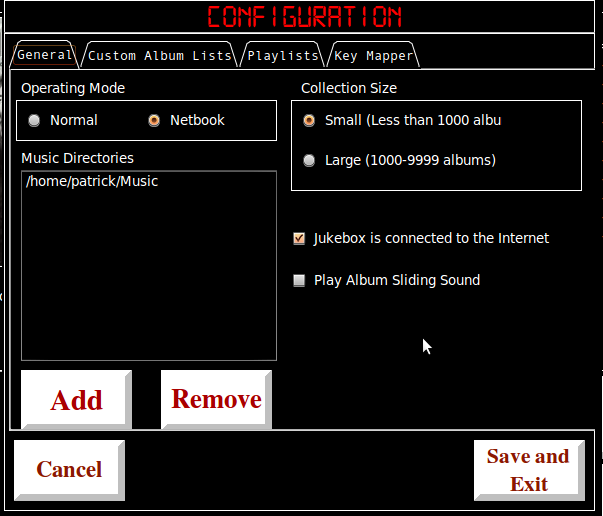 CONFIGURATION
General
Custom Album Lists
Playlists
Key Mapper
Operating Mode
Normal
Netbook
Collection Size
Small (Less than 1000 albu
Large (1000-9999 albums)
Music Directories
/home/patrick/Music
Jukebox is connected to the Internet
Play Album Sliding Sound
Add
Remove
Cancel
Save and
Exit